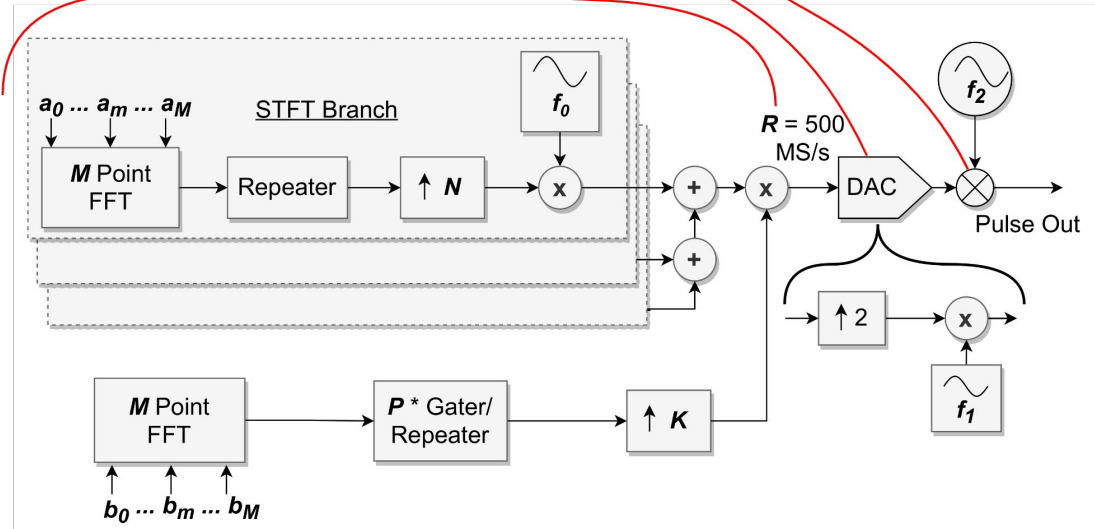 STFT Branch
a0 ... am ... aM
f0
M Point
FFT
Repeater
↑ N
x
+
x
R = 500
MS/s
DAC
f2
Pulse Out
+
↑ 2
x
f1
M Point
FFT
P * Gater/
Repeater
↑ K
b0 ... bm ... bM